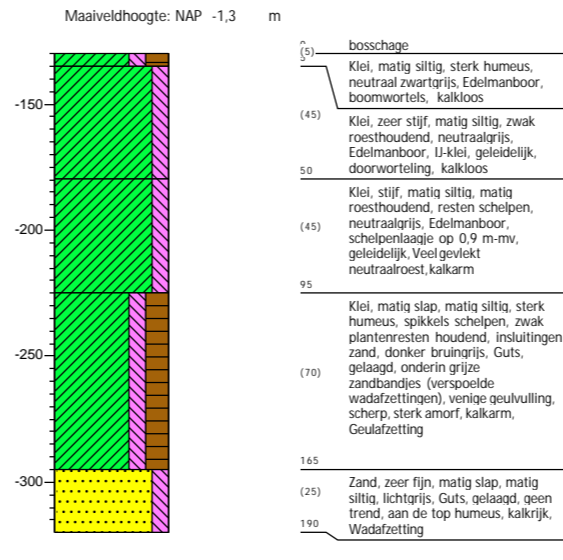 Maaiveldhoogte: NAP -1,3 m
-150
-200
-250
-300
0
(5)
5
(45)
50
(45)
95
(70)
165
(25)
190
bosschage
Klei, matig siltig, sterk humeus,
neutraal zwartgrijs, Edelmanboor,
boomwortels, kalkloos
Klei, zeer stijf, matig siltig, zwak
roesthoudend, neutraalgrijs,
Edelmanboor, IJ-klei, geleidelijk,
doorworteling, kalkloos
Klei, stijf, matig siltig, matig
roesthoudend, resten schelpen,
neutraalgrijs, Edelmanboor,
schelpenlaagje op 0,9 m-mv,
geleidelijk, Veel gevlekt
neutraalroest, kalkarm
Klei, matig slap, matig siltig, sterk
humeus, spikkels schelpen, zwak
plantenresten houdend, insluitingen
zand, donker bruingrijs, Guts,
gelaagd, onderin grijze
zandbandjes (verspoelde
wadafzettingen), venige geulvulling,
scherp, sterk amorf, kalkarm,
Geulafzetting
Zand, zeer fijn, matig slap, matig
siltig, lichtgrijs, Guts, gelaagd, geen
trend, aan de top humeus, kalkrijk,
Wadafzetting